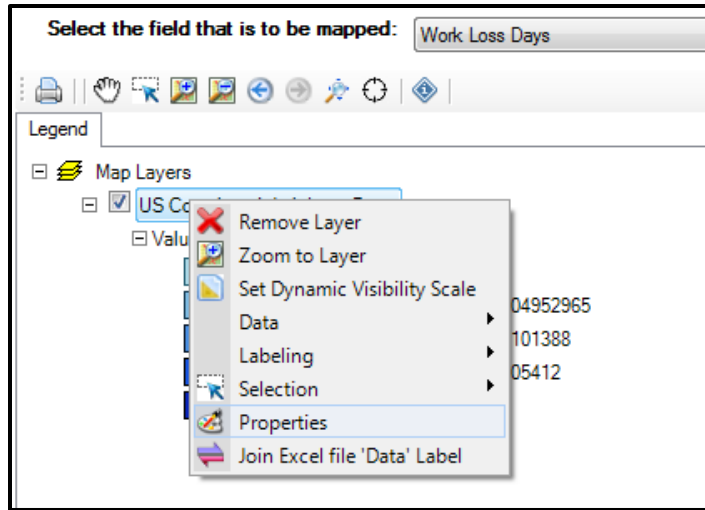 Select the field that is to be mapped: Work Loss Days
Legend
Map Layers
US Co
Valu
Remove Layer
Zoom to Layer
Set Dynamic Visibility Scale
Data
04952965
101388
Labeling
05412
Selection
Properties
Join Excel file 'Data' Label